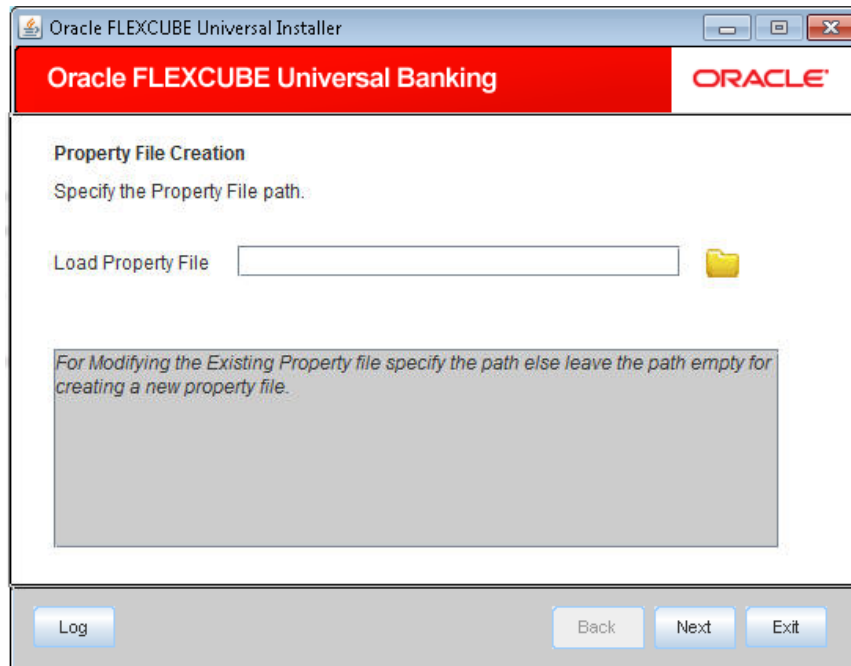 Oracle FLEXCUBE Universal Installer
Oracle FLEXCUBE Universal Banking
ORACLE
Property File Creation
Specify the Property File path.
Load Property File
For Modifying the Existing Property file specify the path else leave the path empty for
creating a new property file.
Log
Back
Next
Exit